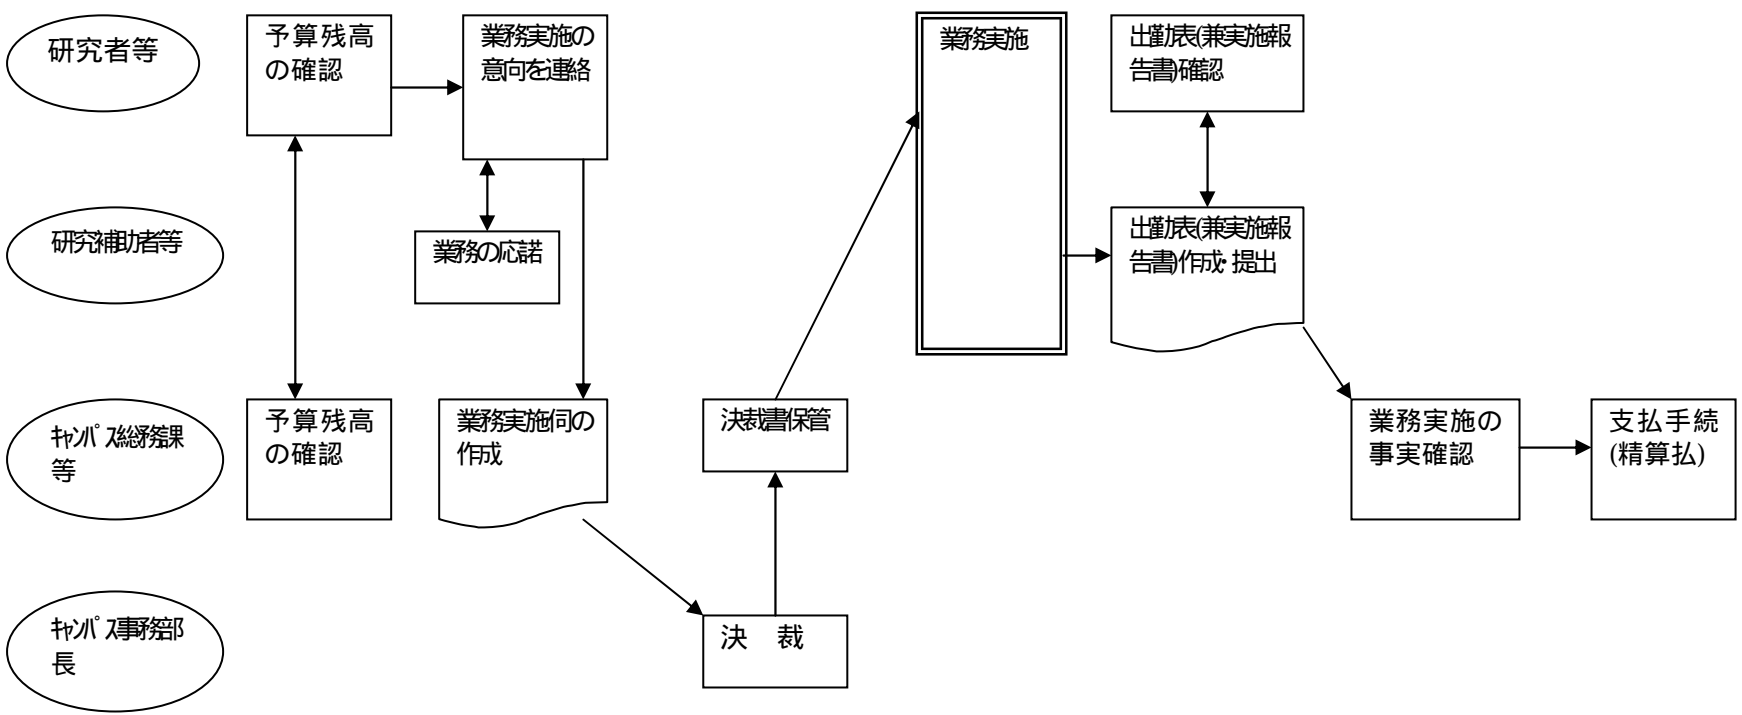 研究者等
予算残高
の確認
業務実施の
意向を連絡
業務実施
出勤表(兼実施報
告書)確認
研究補助者等
業務の応諾
出勤表(兼実施報
告書)作成・提出
ｷｬﾝﾊﾟｽ総務課
等
予算残高
の確認
業務実施伺の
作成
決裁書保管
業務実施の
事実確認
支払手続
(精算払)
ｷｬﾝﾊﾟｽ事務部
長
決　裁